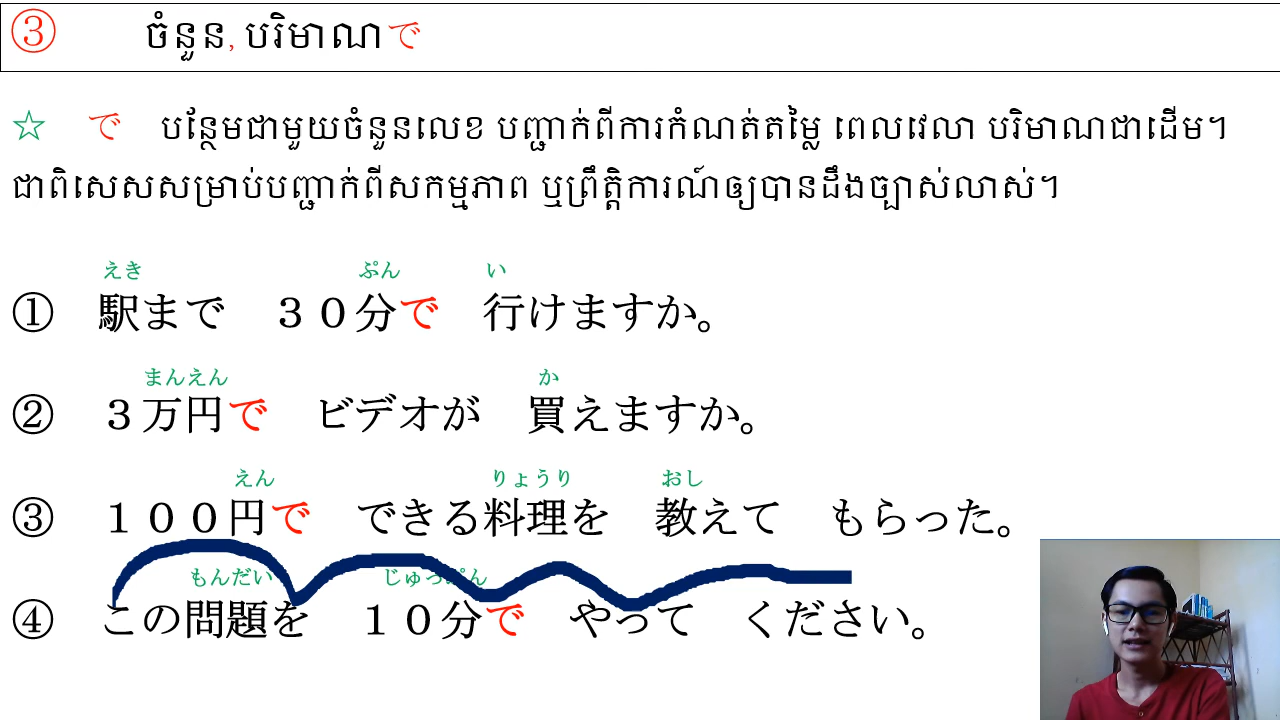 ③ ចំនួន, បរិមាណで
☆ で បន្ថែមជាមួយចំនួនលេខ បញ្ជាក់ពីការកំណត់តម្លៃ ពេលវេលា បរិមាណជាដើម។
ជាពិសេសសម្រាប់បញ្ជាក់ពីសកម្មភាព ឬព្រឹត្តិការណ៍ឲ្យបានដឹងច្បាស់លាស់។
えき ぷん い
① 駅まで ３０分で 行けますか。
まんえん か
② ３万円で ビデオが 買えますか。
えん りょうり おし
③ １００円で できる料理を 教えて もらった。
もんだい じゅっぷん
④ この問題を １０分で やって ください。